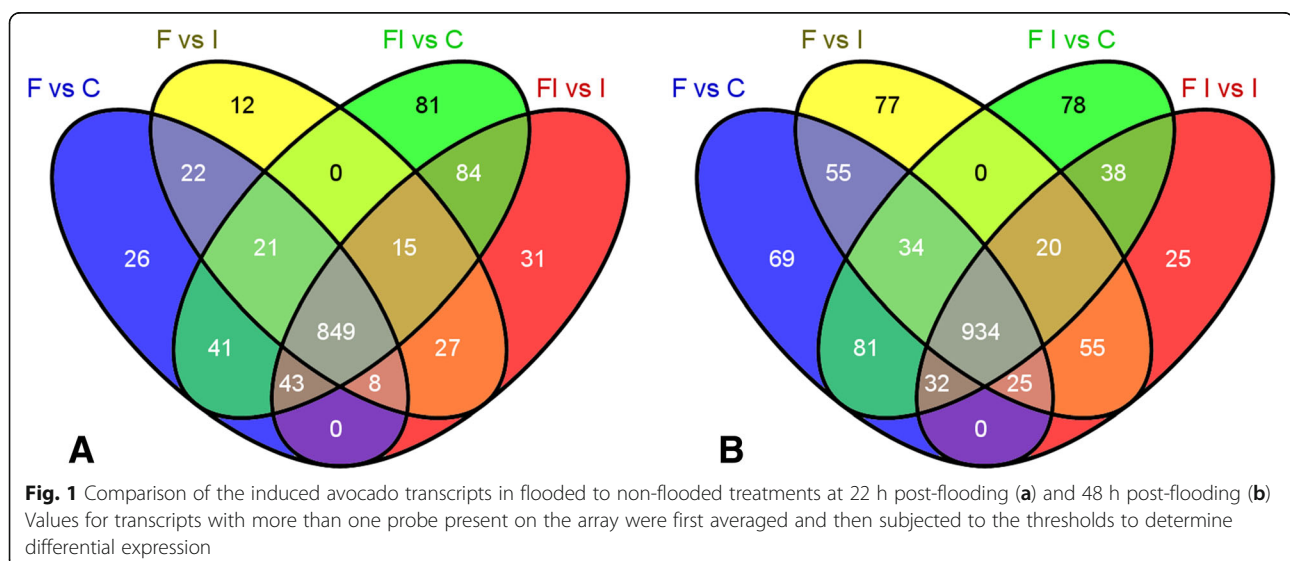 F vs I
FI vs C
F vs C
FI vs I
12
81
22
0
84
26
21
15
31
41
849
27
43
8
0
A
F vs I
F I vs C
F vs C
F I vs I
77
78
55
0
38
69
34
20
25
81
934
55
32
25
0
B
Fig. 1 Comparison of the induced avocado transcripts in flooded to non-flooded treatments at 22 h post-flooding (a) and 48 h post-flooding (b)
Values for transcripts with more than one probe present on the array were first averaged and then subjected to the thresholds to determine
differential expression